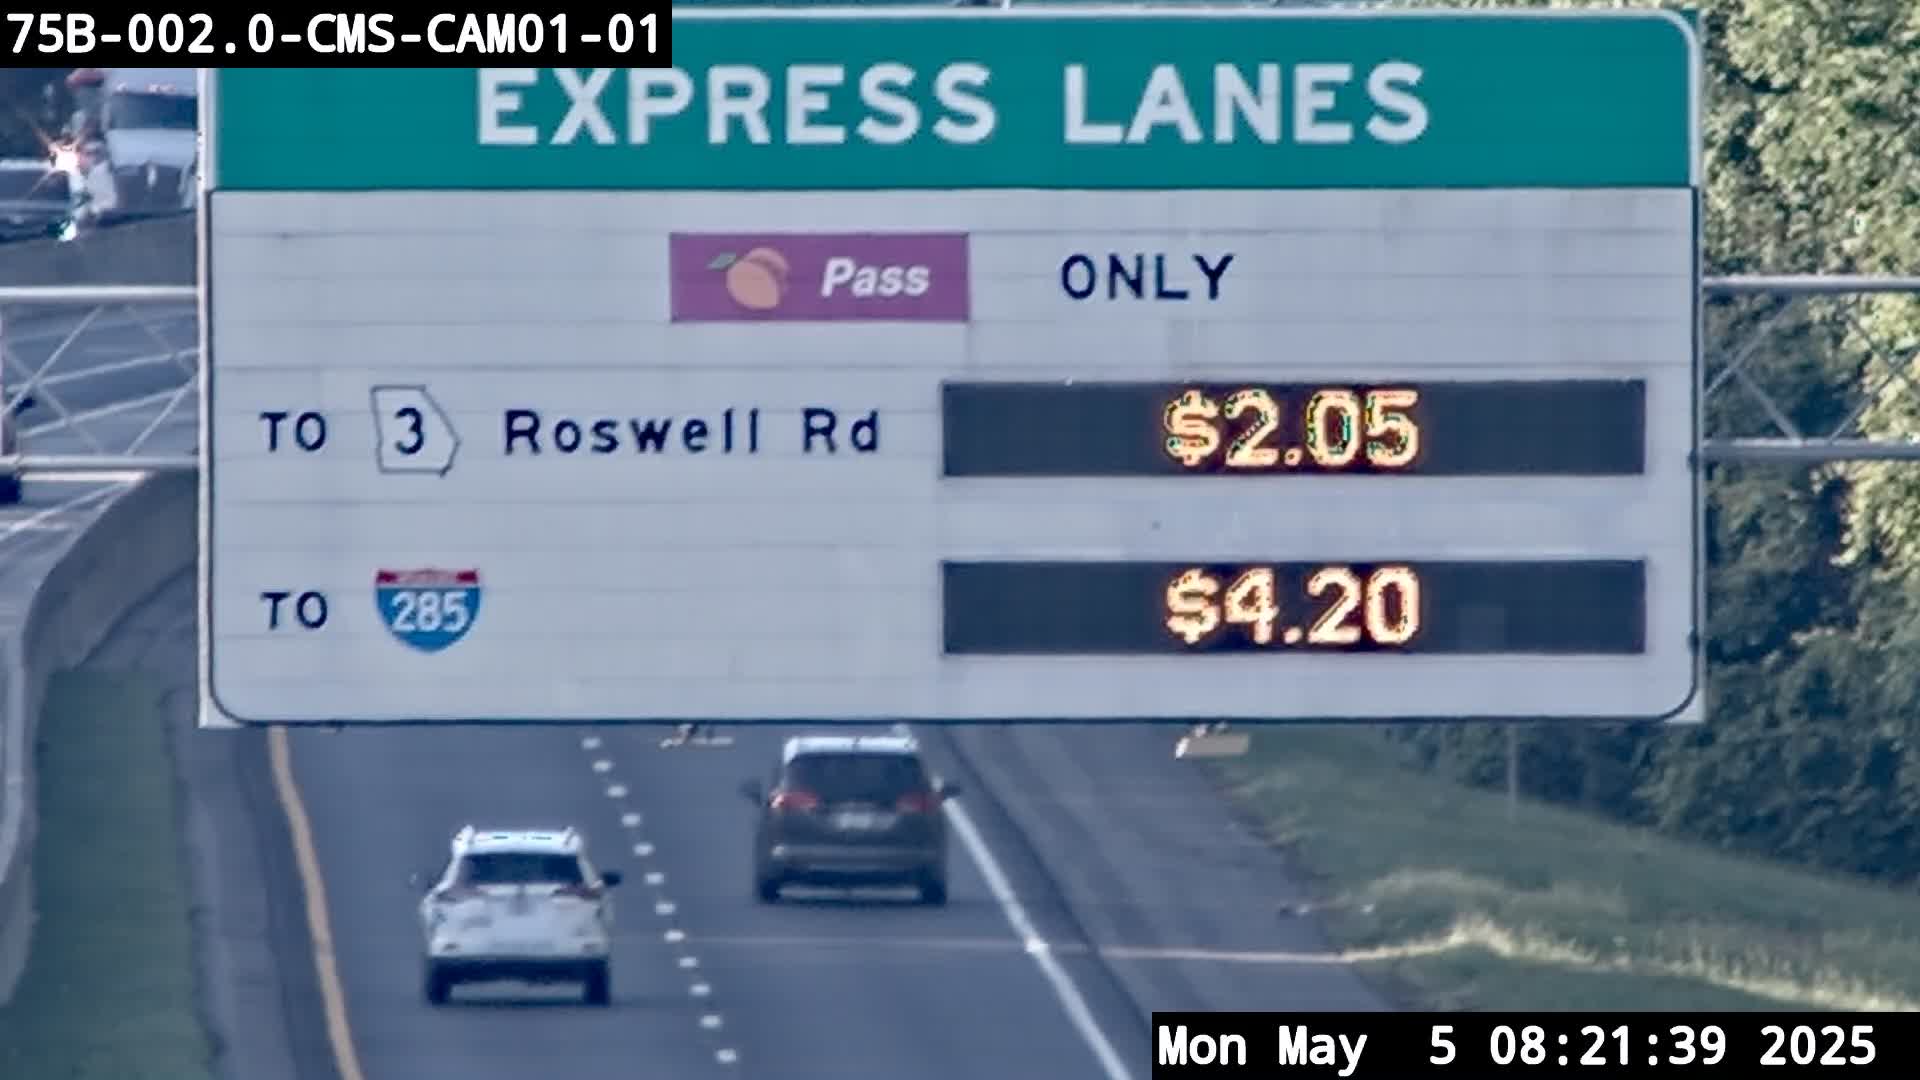 75B-002.0-CMS-CAM01-01
EXPRESS LANES
Pass ONLY
TO 3 Roswell Rd $2.05
TO 285 $4.20
Mon May 5 08:21:39 2025